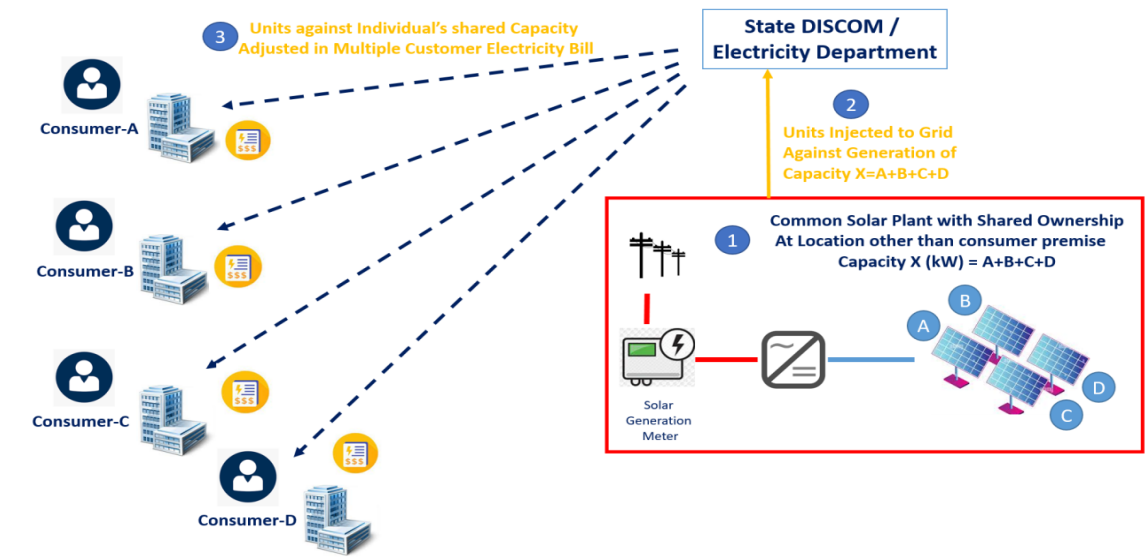 3
Units against Individual's shared Capacity
Adjusted in Multiple Customer Electricity Bill
State DISCOM /
Electricity Department
2
Units Injected to Grid
Against Generation of
Capacity X=A+B+C+D
1
Common Solar Plant with Shared Ownership
At Location other than consumer premise
Capacity X (kW) = A+B+C+D
A
B
C
D
Solar
Generation
Meter
Consumer-A
$$$
Consumer-B
$$$
Consumer-C
$$$
Consumer-D
$$$